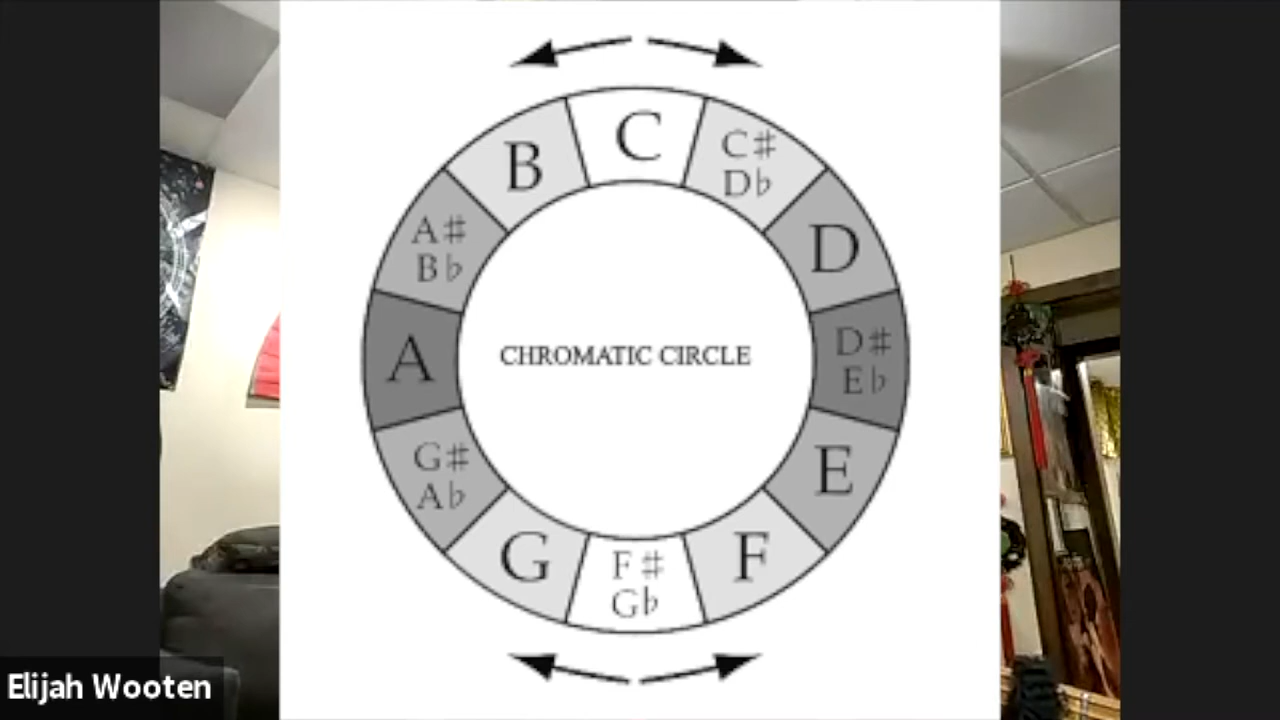 C
C♯
D♭
D
D♯
E♭
E
F
F♯
G♭
G
G♯
A♭
A
A♯
B♭
B
CHROMATIC CIRCLE
Elijah Wooten